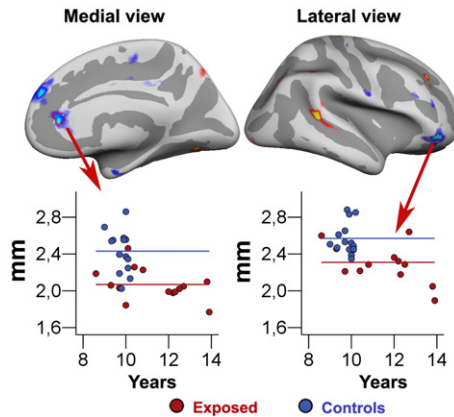 Medial view Lateral view
mm
2,8
2,4
2,0
1,6
8 10 12 14
Years
mm
2,8
2,4
2,0
1,6
8 10 12 14
Years
Exposed Controls